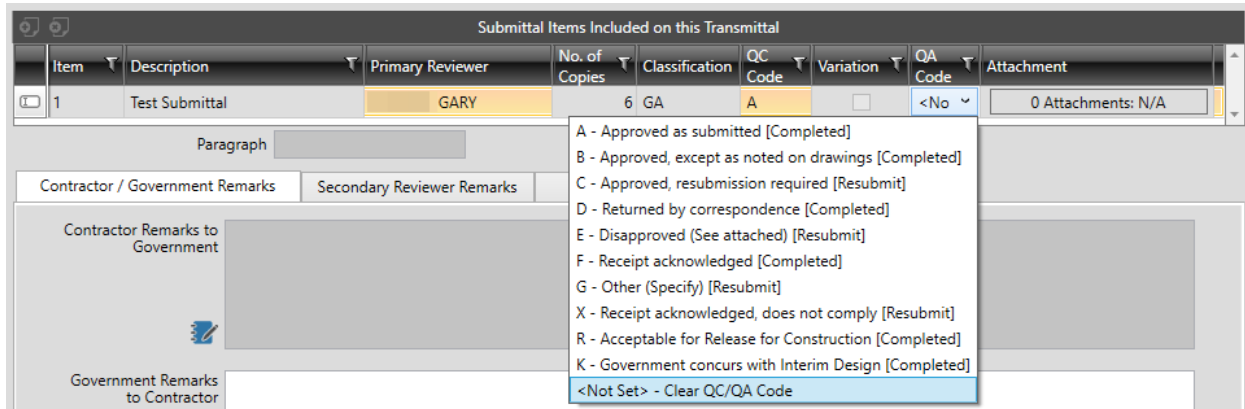 Submittal Items Included on this Transmittal
Item Description Primary Reviewer No. of Copies Classification QC Code Variation QA Code Attachment
1 Test Submittal GARY 6 GA A <No 0 Attachments: N/A
Paragraph
Contractor / Government Remarks Secondary Reviewer Remarks
Contractor Remarks to
Government
Government Remarks
to Contractor
A - Approved as submitted [Completed]
B - Approved, except as noted on drawings [Completed]
C - Approved, resubmission required [Resubmit]
D - Returned by correspondence [Completed]
E - Disapproved (See attached) [Resubmit]
F - Receipt acknowledged [Completed]
G - Other (Specify) [Resubmit]
X - Receipt acknowledged, does not comply [Resubmit]
R - Acceptable for Release for Construction [Completed]
K - Government concurs with Interim Design [Completed]
<Not Set> - Clear QC/QA Code